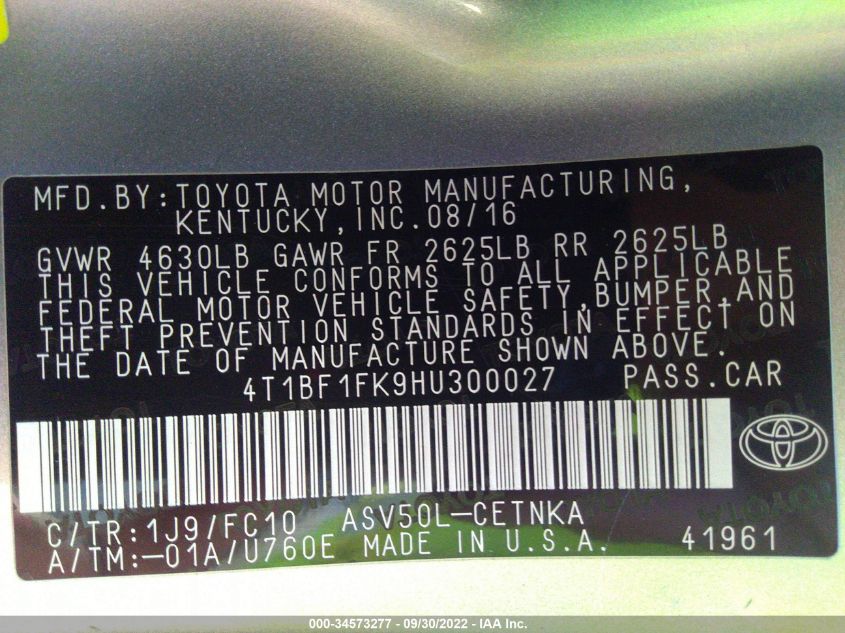 MFD.BY:TOYOTA MOTOR MANUFACTURING,
KENTUCKY,INC.08/16
GVWR 4630LB GAWR FR 2625LB RR 2625LB
THIS VEHICLE CONFORMS TO ALL APPLICABLE
FEDERAL MOTOR VEHICLE SAFETY,BUMPER,AND
THEFT PREVENTION STANDARDS IN EFFECT ON
THE DATE OF MANUFACTURE SHOWN ABOVE.
4T1BF1FK9HU300027 PASS.CAR
C/TR:1J9/FC10 ASV50L-CETNKA
A/TM:-01A/U760E MADE IN U.S.A. 41961
000-34573277 - 09/30/2022 - IAA Inc.